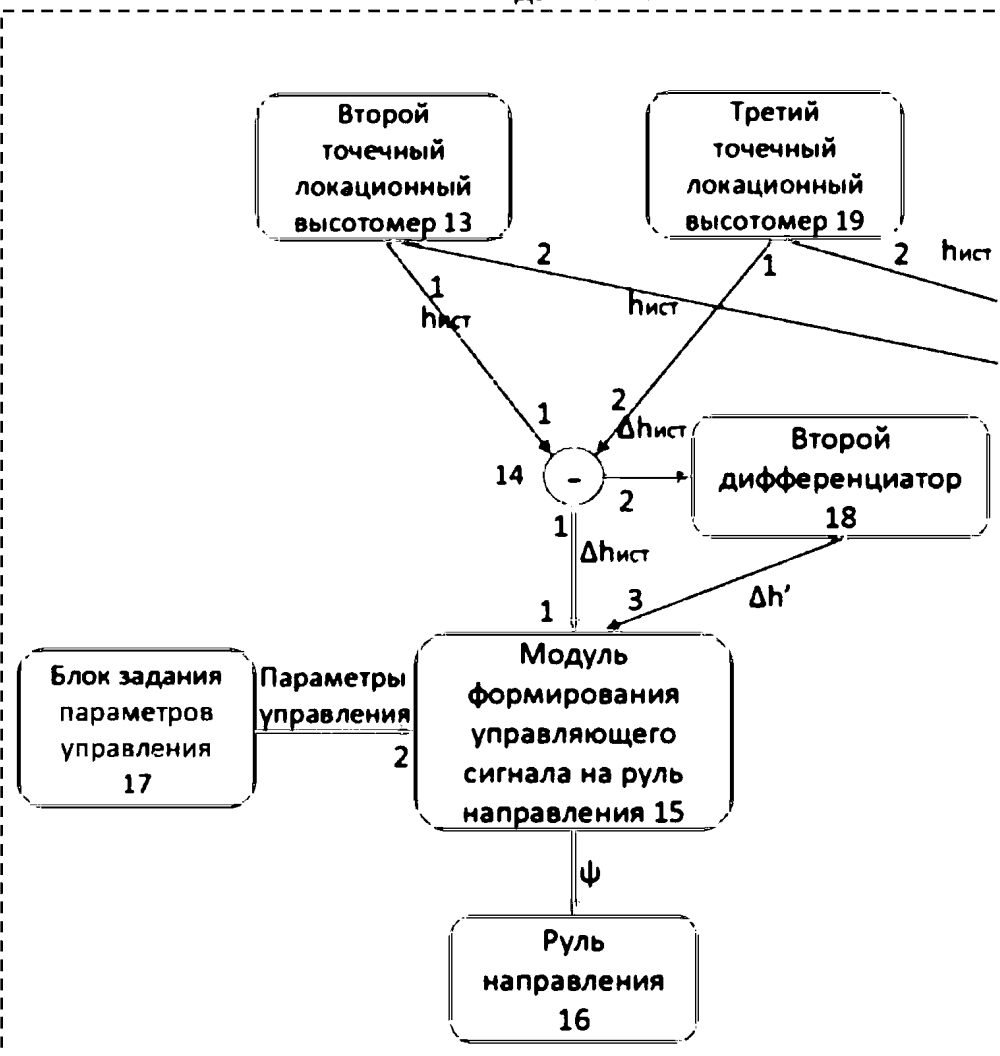 Второй
точечный
локационный
высотомер 13
Третий
точечный
локационный
высотомер 19
2
2
hист
1
1
hист
hист
1
2
Δhист
14
-
2
Второй
дифференциатор
18
1
Δhист
Δh'
3
1
Блок задания
параметров
управления
17
Параметры
управления
2
Модуль
формирования
управляющего
сигнала на руль
направления 15
ψ
Руль
направления
16